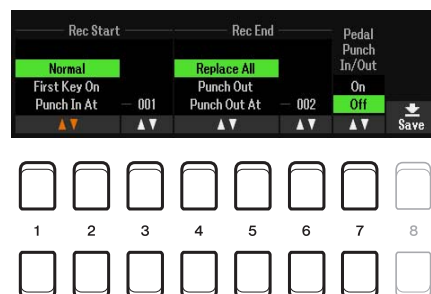 Rec Start
Rec End
Pedal
Punch
In/Out
Normal
Replace All
First Key On
Punch Out
On
Punch In At – 001
Punch Out At – 002
Off
Save
1 2 3 4 5 6 7 8